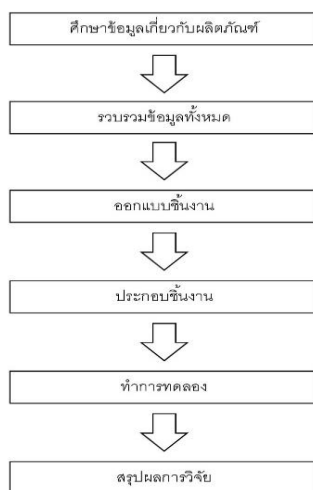 ศึกษาข้อมูลเกี่ยวกับผลิตภัณฑ์
รวบรวมข้อมูลทั้งหมด
ออกแบบชิ้นงาน
ประกอบชิ้นงาน
ทำการทดลอง
สรุปผลการวิจัย